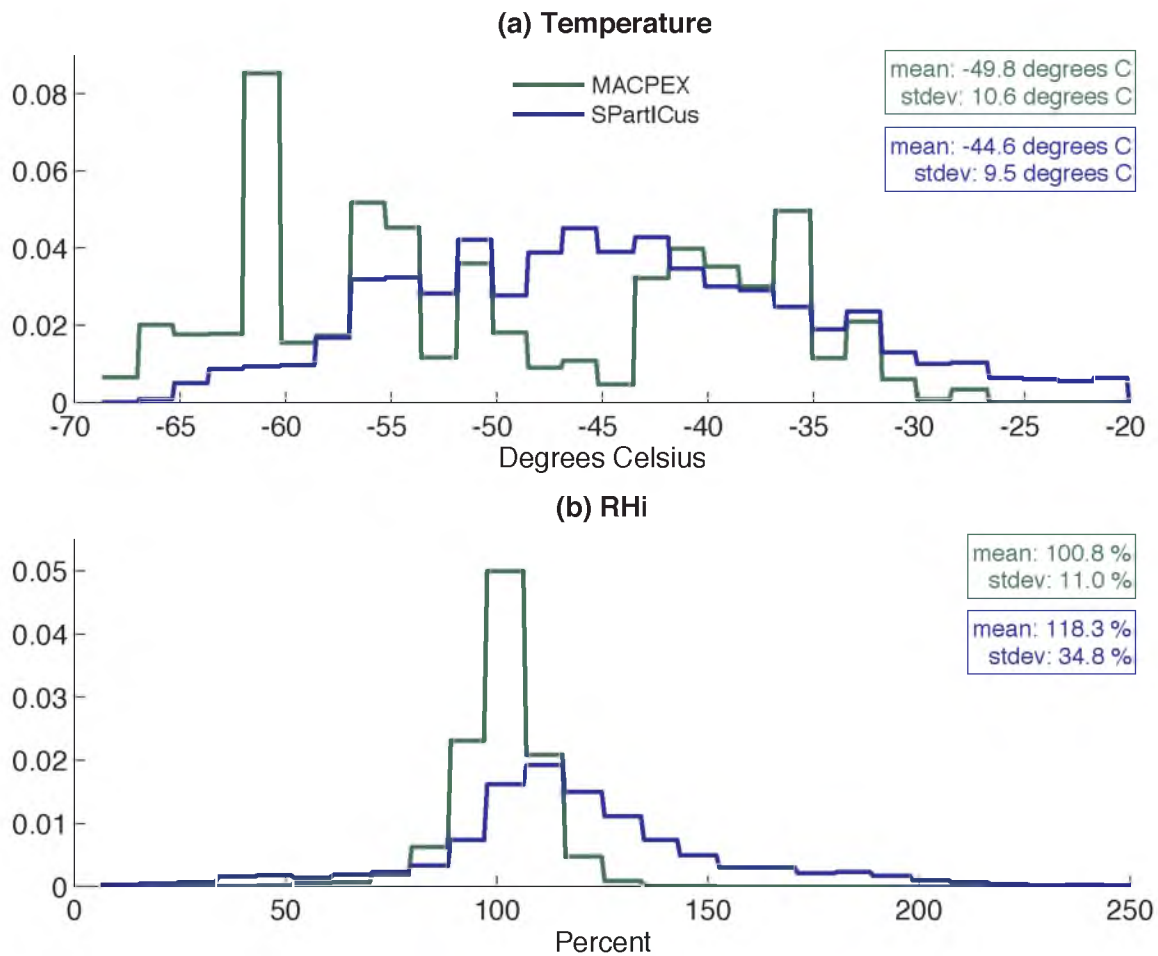 (a) Temperature
MACPEX
SPartICus
mean: -49.8 degrees C
stdev: 10.6 degrees C
mean: -44.6 degrees C
stdev: 9.5 degrees C
0.08
0.06
0.04
0.02
0
-70 -65 -60 -55 -50 -45 -40 -35 -30 -25 -20
Degrees Celsius
(b) RHi
mean: 100.8 %
stdev: 11.0 %
mean: 118.3 %
stdev: 34.8 %
0.05
0.04
0.03
0.02
0.01
0
0 50 100 150 200 250
Percent